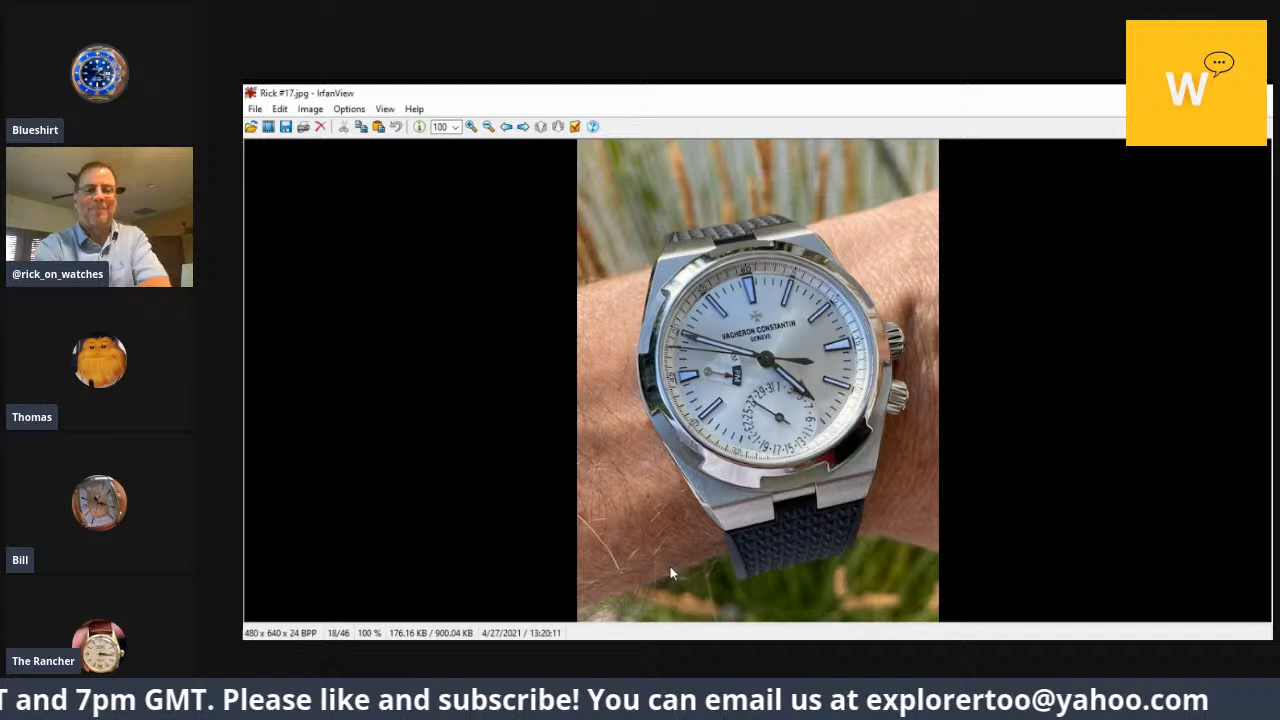 Blueshirt
@rick_on_watches
Thomas
Bill
The Rancher
Rick #17.jpg - IrfanView
File Edit Image Options View Help
100
W
60
VACHERON CONSTANTIN
GENEVE
PM
480 x 640 x 24 BPP 18/46 100 % 176.16 KB / 900.04 KB 4/27/2021 / 13:20:11
T and 7pm GMT. Please like and subscribe! You can email us at explorertoo@yahoo.com